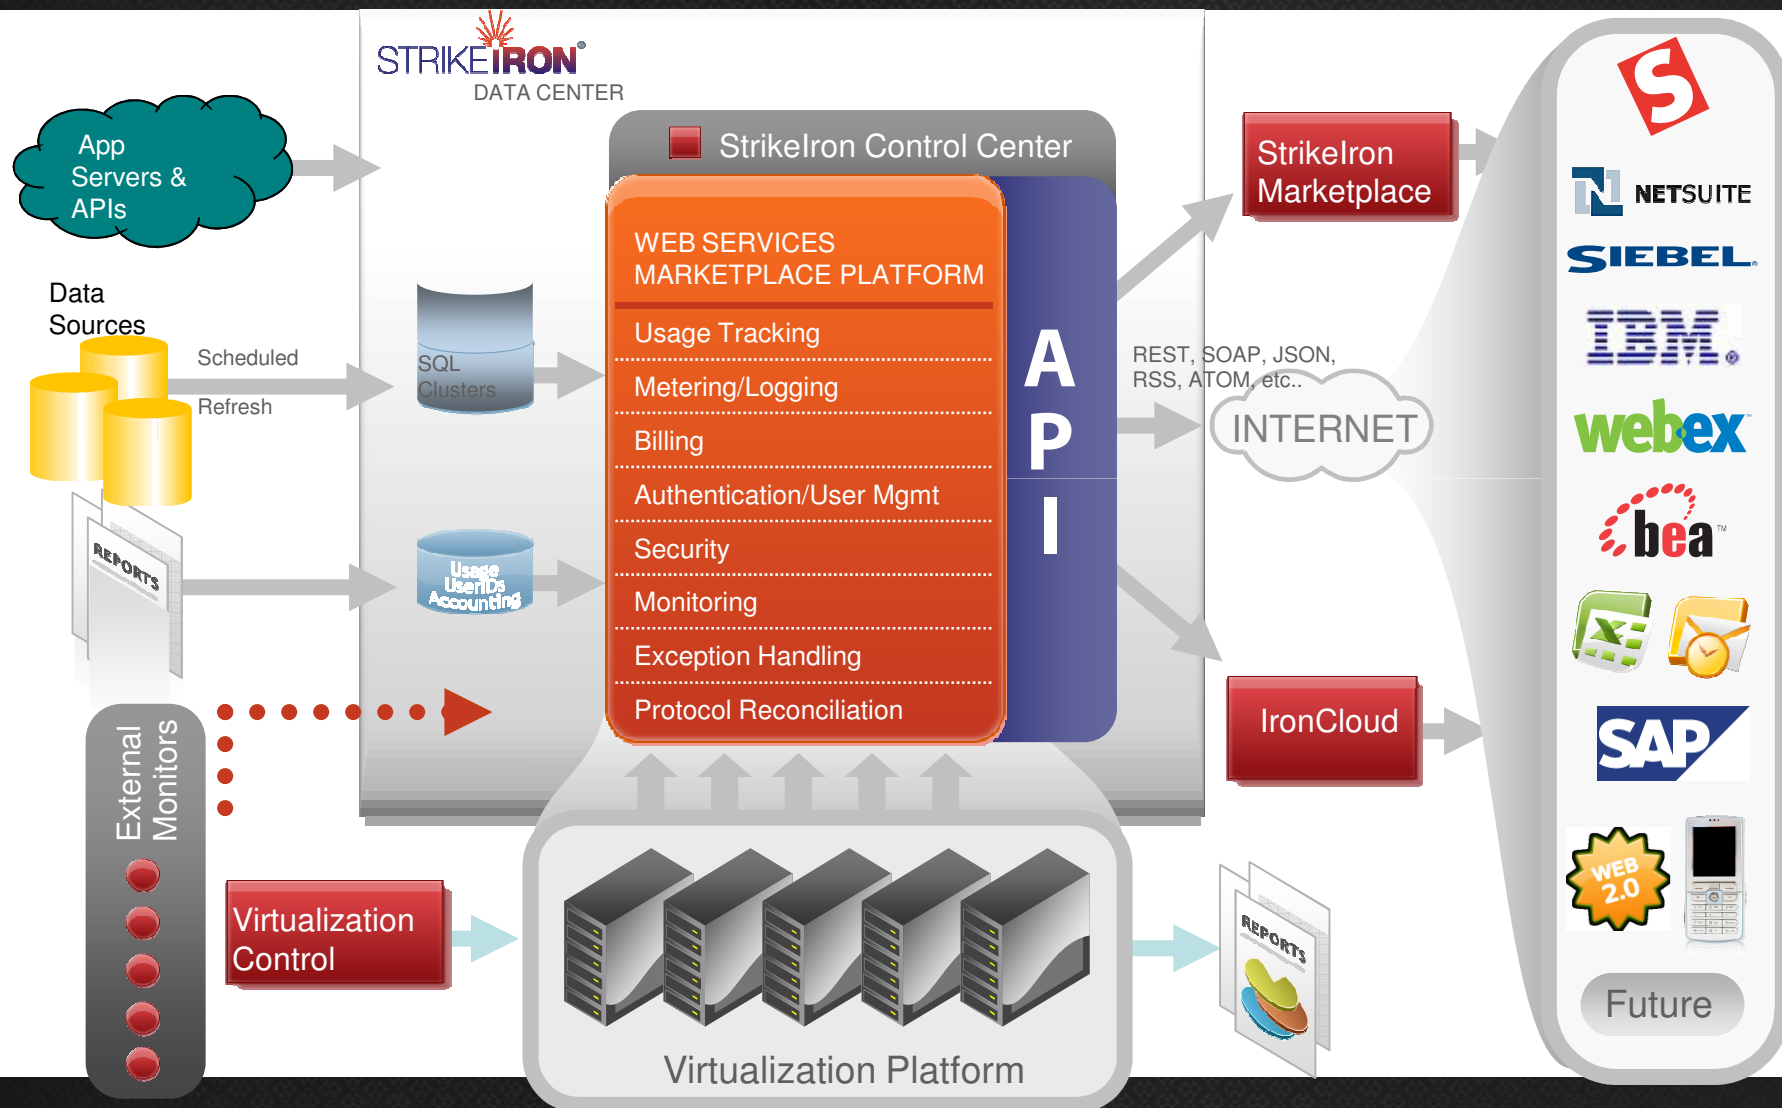 STRIKEIRON®
DATA CENTER
App
Servers &
APIs
Data
Sources
Scheduled
Refresh
REPORTS
External
Monitors
SQL
Clusters
Usage
UserIDs
Accounting
StrikeIron Control Center
WEB SERVICES
MARKETPLACE PLATFORM
Usage Tracking
Metering/Logging
Billing
Authentication/User Mgmt
Security
Monitoring
Exception Handling
Protocol Reconciliation
A
P
I
StrikeIron
Marketplace
REST, SOAP, JSON,
RSS, ATOM, etc..
INTERNET
IronCloud
Virtualization
Control
Virtualization Platform
REPORTS
S
N NETSUITE
SIEBEL®
IBM®
webex™
bea™
X
SAP
WEB
2.0
Future